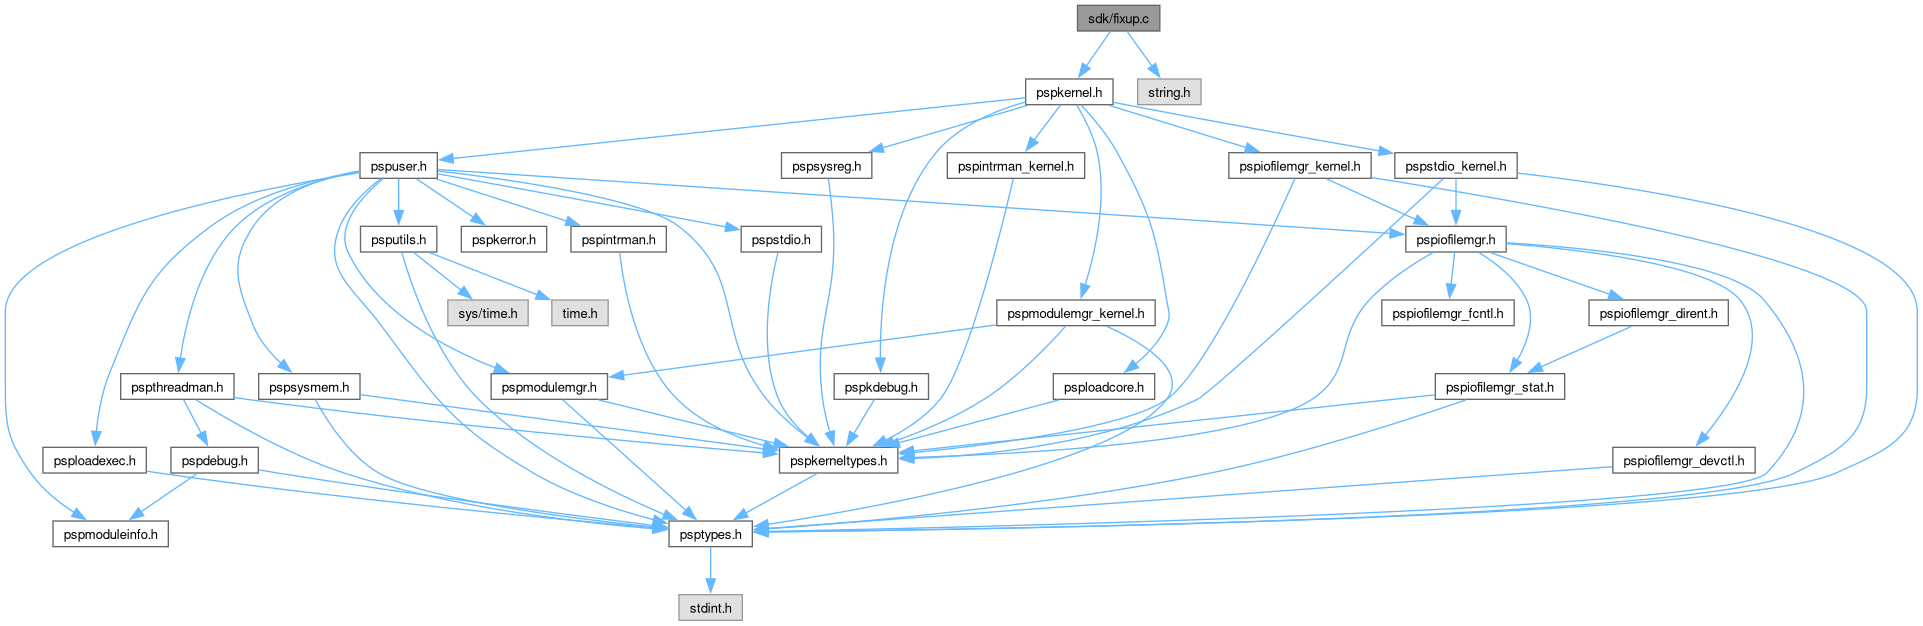 sdk/fixup.c
pspkernel.h
string.h
pspuser.h
pspsysreg.h
pspintrman_kernel.h
pspiofilemgr_kernel.h
pspstdio_kernel.h
psputils.h
pspkerror.h
pspintrman.h
pspstdio.h
pspiofilemgr.h
sys/time.h
time.h
pspmodulemgr_kernel.h
pspiofilemgr_fcntl.h
pspiofilemgr_dirent.h
pspthreadman.h
pspsysmem.h
pspmodulemgr.h
pspkdebug.h
psploadcore.h
pspiofilemgr_stat.h
psploadexec.h
pspdebug.h
pspkerneltypes.h
pspiofilemgr_devctl.h
pspmoduleinfo.h
psptypes.h
stdint.h